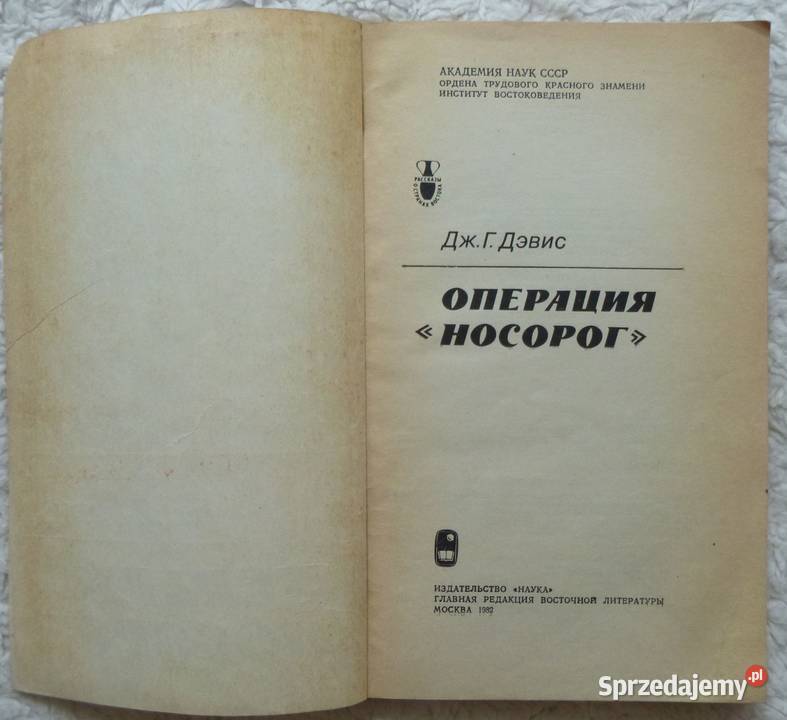 АКАДЕМИЯ НАУК СССР
ОРДЕНА ТРУДОВОГО КРАСНОГО ЗНАМЕНИ
ИНСТИТУТ ВОСТОКОВЕДЕНИЯ
РАССКАЗЫ
О СТРАНАХ ВОСТОКА
Дж. Г. Дэвис
ОПЕРАЦИЯ
«НОСОРОГ»
ИЗДАТЕЛЬСТВО «НАУКА»
ГЛАВНАЯ РЕДАКЦИЯ ВОСТОЧНОЙ ЛИТЕРАТУРЫ
МОСКВА 1982
Sprzedajemy.pl